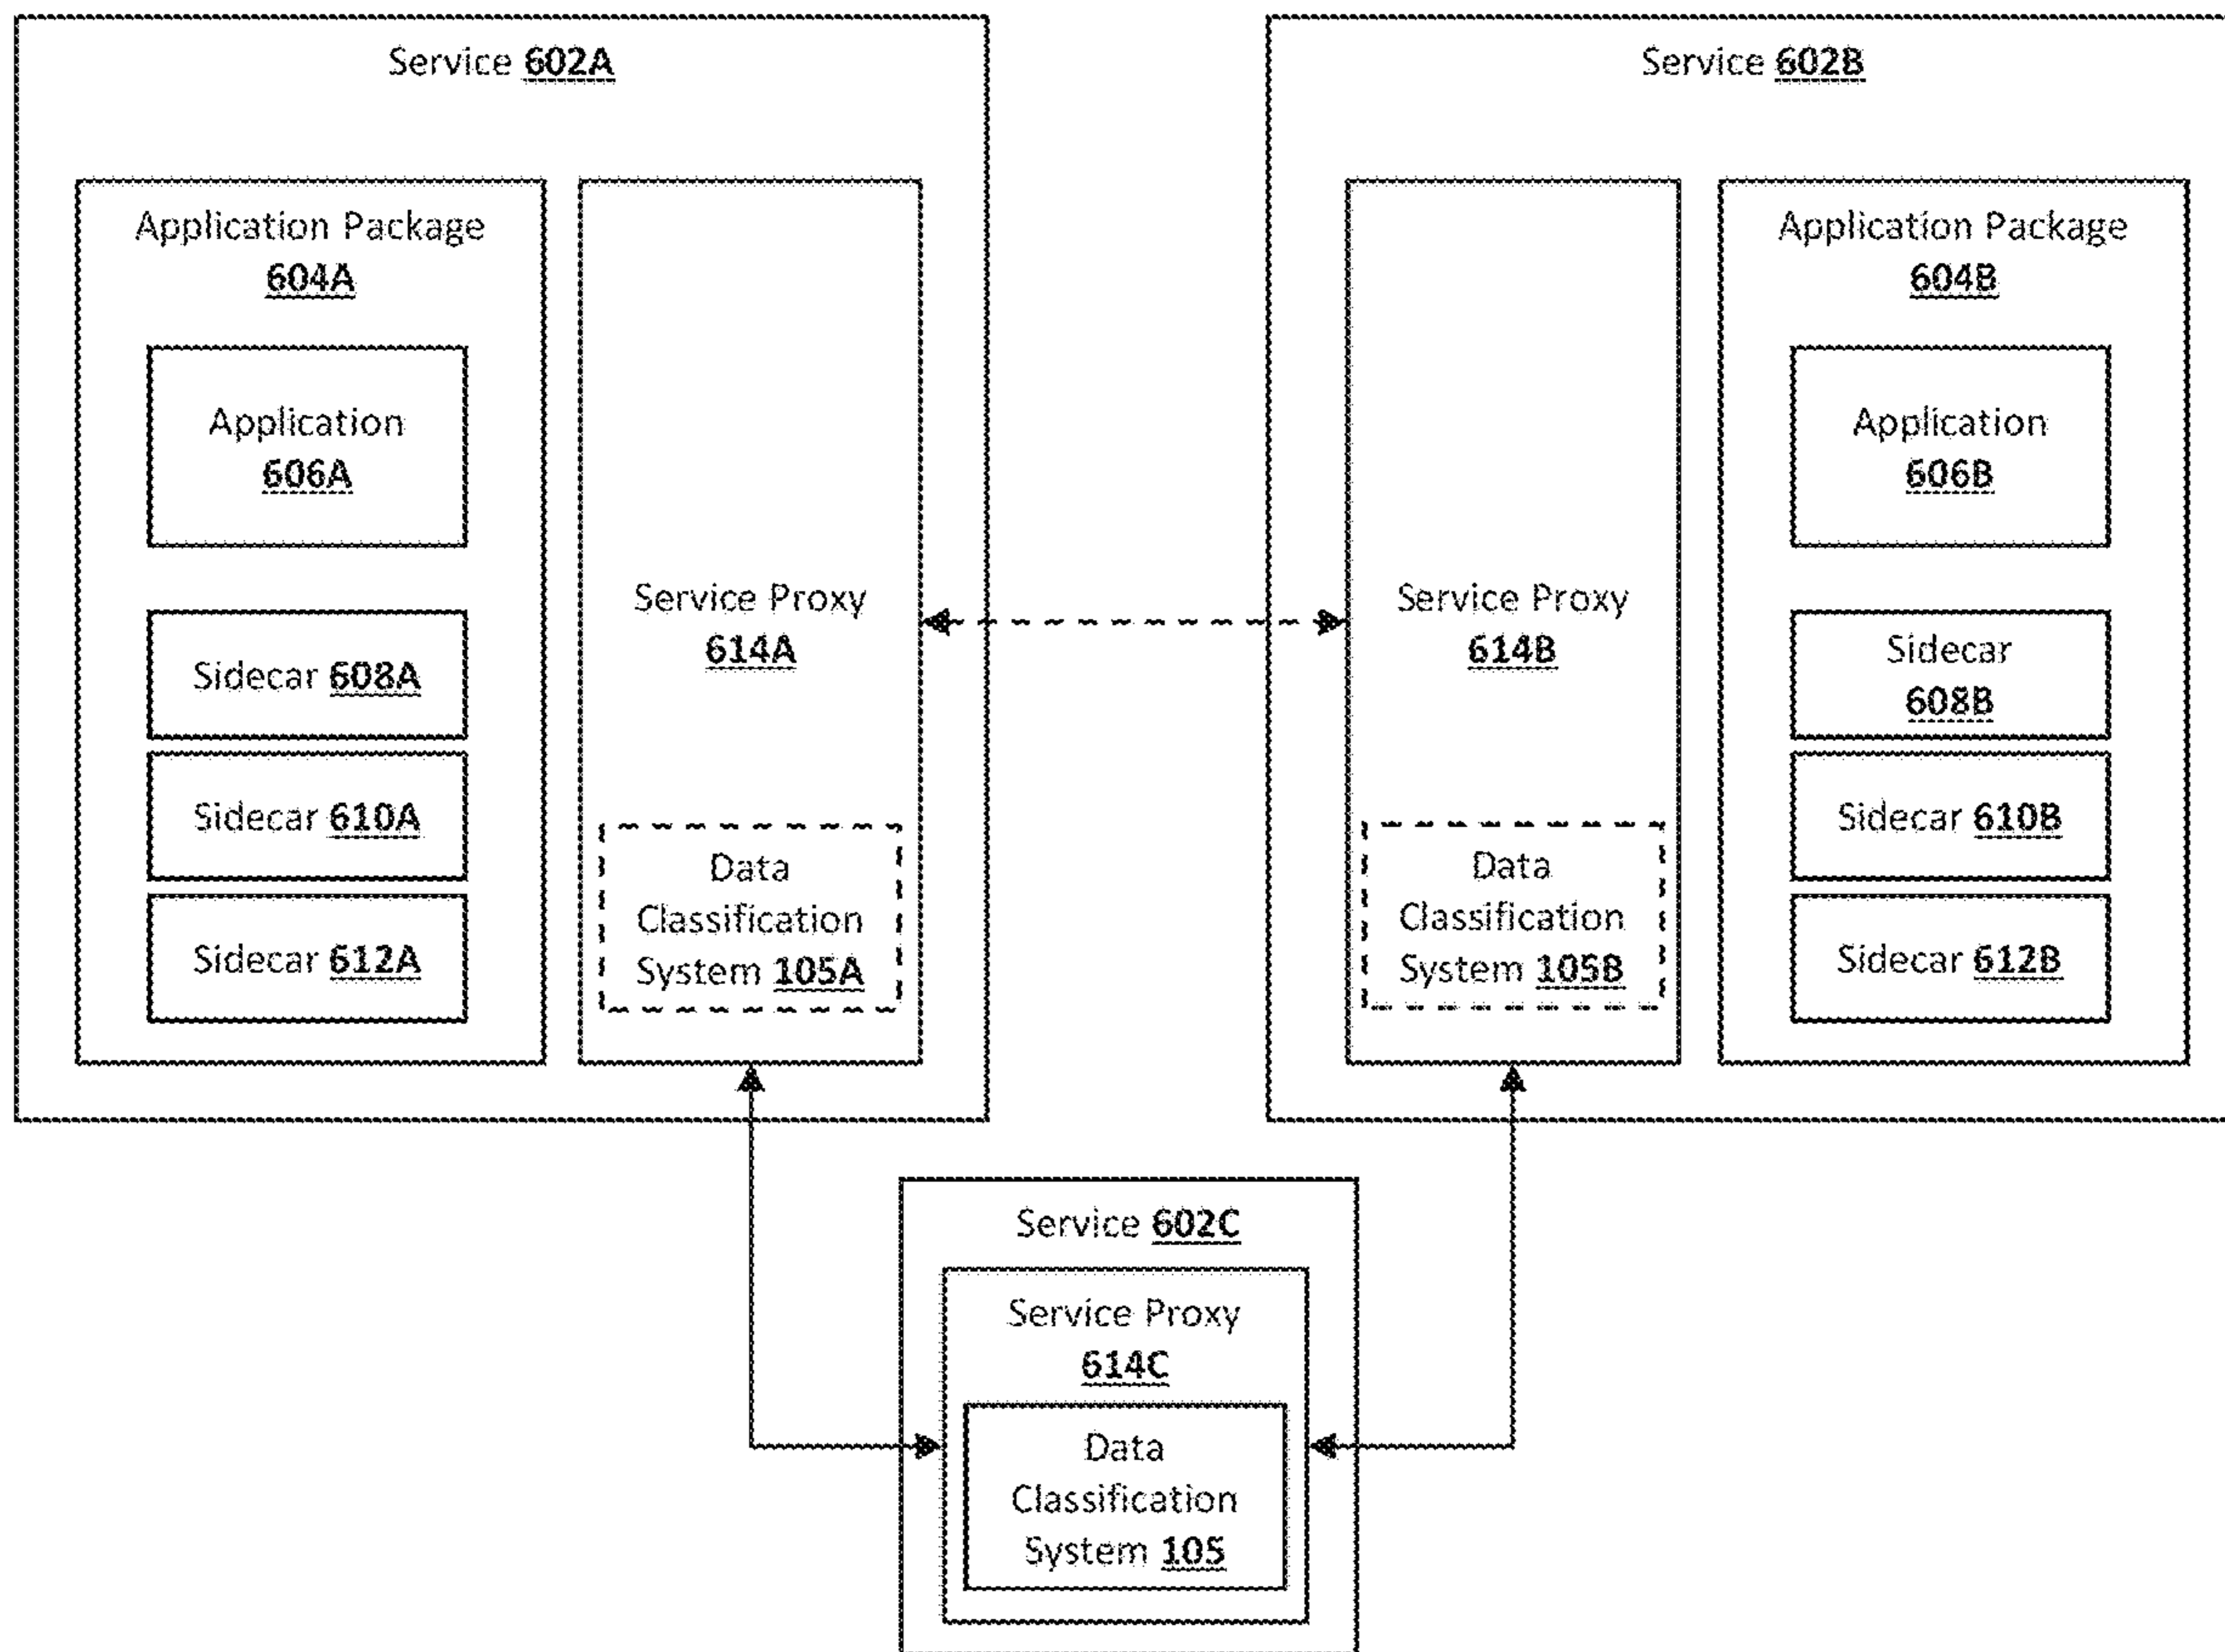 Service 602A
Application Package
604A
Application
606A
Sidecar 608A
Sidecar 610A
Sidecar 612A
Service Proxy
614A
Data
Classification
System 105A
Service 602B
Service Proxy
614B
Data
Classification
System 105B
Application Package
604B
Application
606B
Sidecar
608B
Sidecar 610B
Sidecar 612B
Service 602C
Service Proxy
614C
Data
Classification
System 105